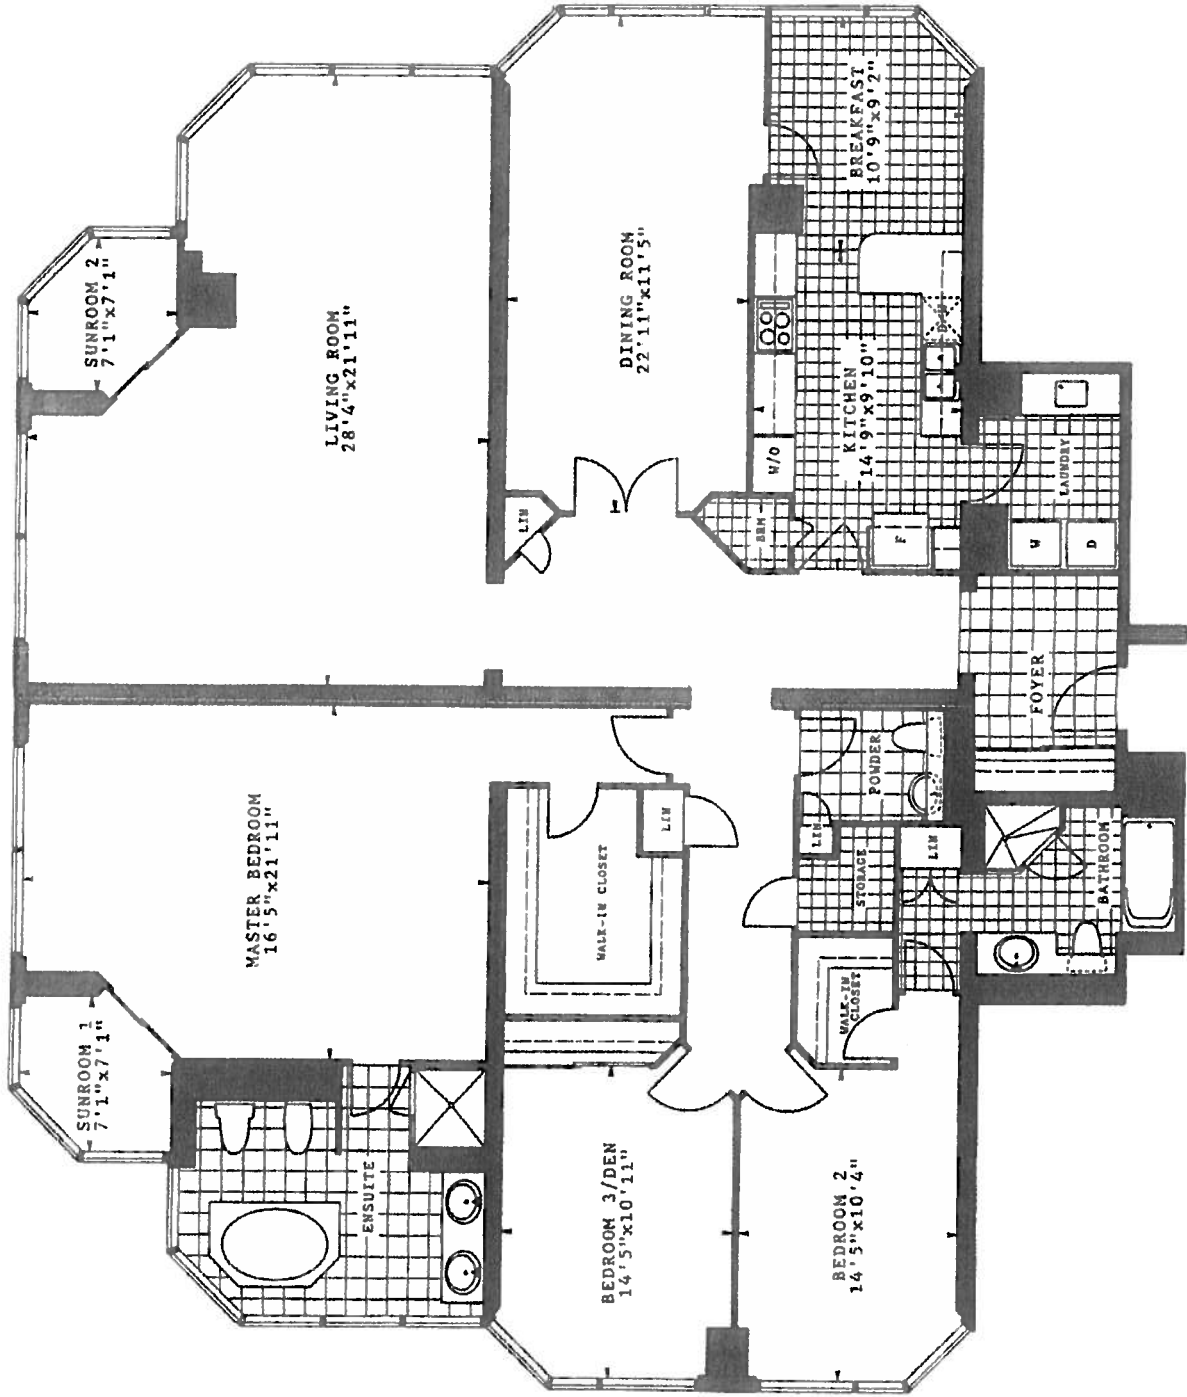 SUNROOM 1
7'1"x7'1"
MASTER BEDROOM
16'5"x21'11"
SUNROOM 2
7'1"x7'1"
LIVING ROOM
28'4"x21'11"
ENSUITE
WALK-IN CLOSET
LIN
LIN
DINING ROOM
22'11"x11'5"
BEDROOM 3/DEN
14'5"x10'11"
BEDROOM 2
14'5"x10'4"
WALK-IN
CLOSET
STORAGE
LIN
POWDER
LIN
BRM
W/O
KITCHEN
14'9"x9'10"
F
D/W
BREAKFAST
10'9"x9'2"
BATHROOM
FOYER
W
D
LAUNDRY